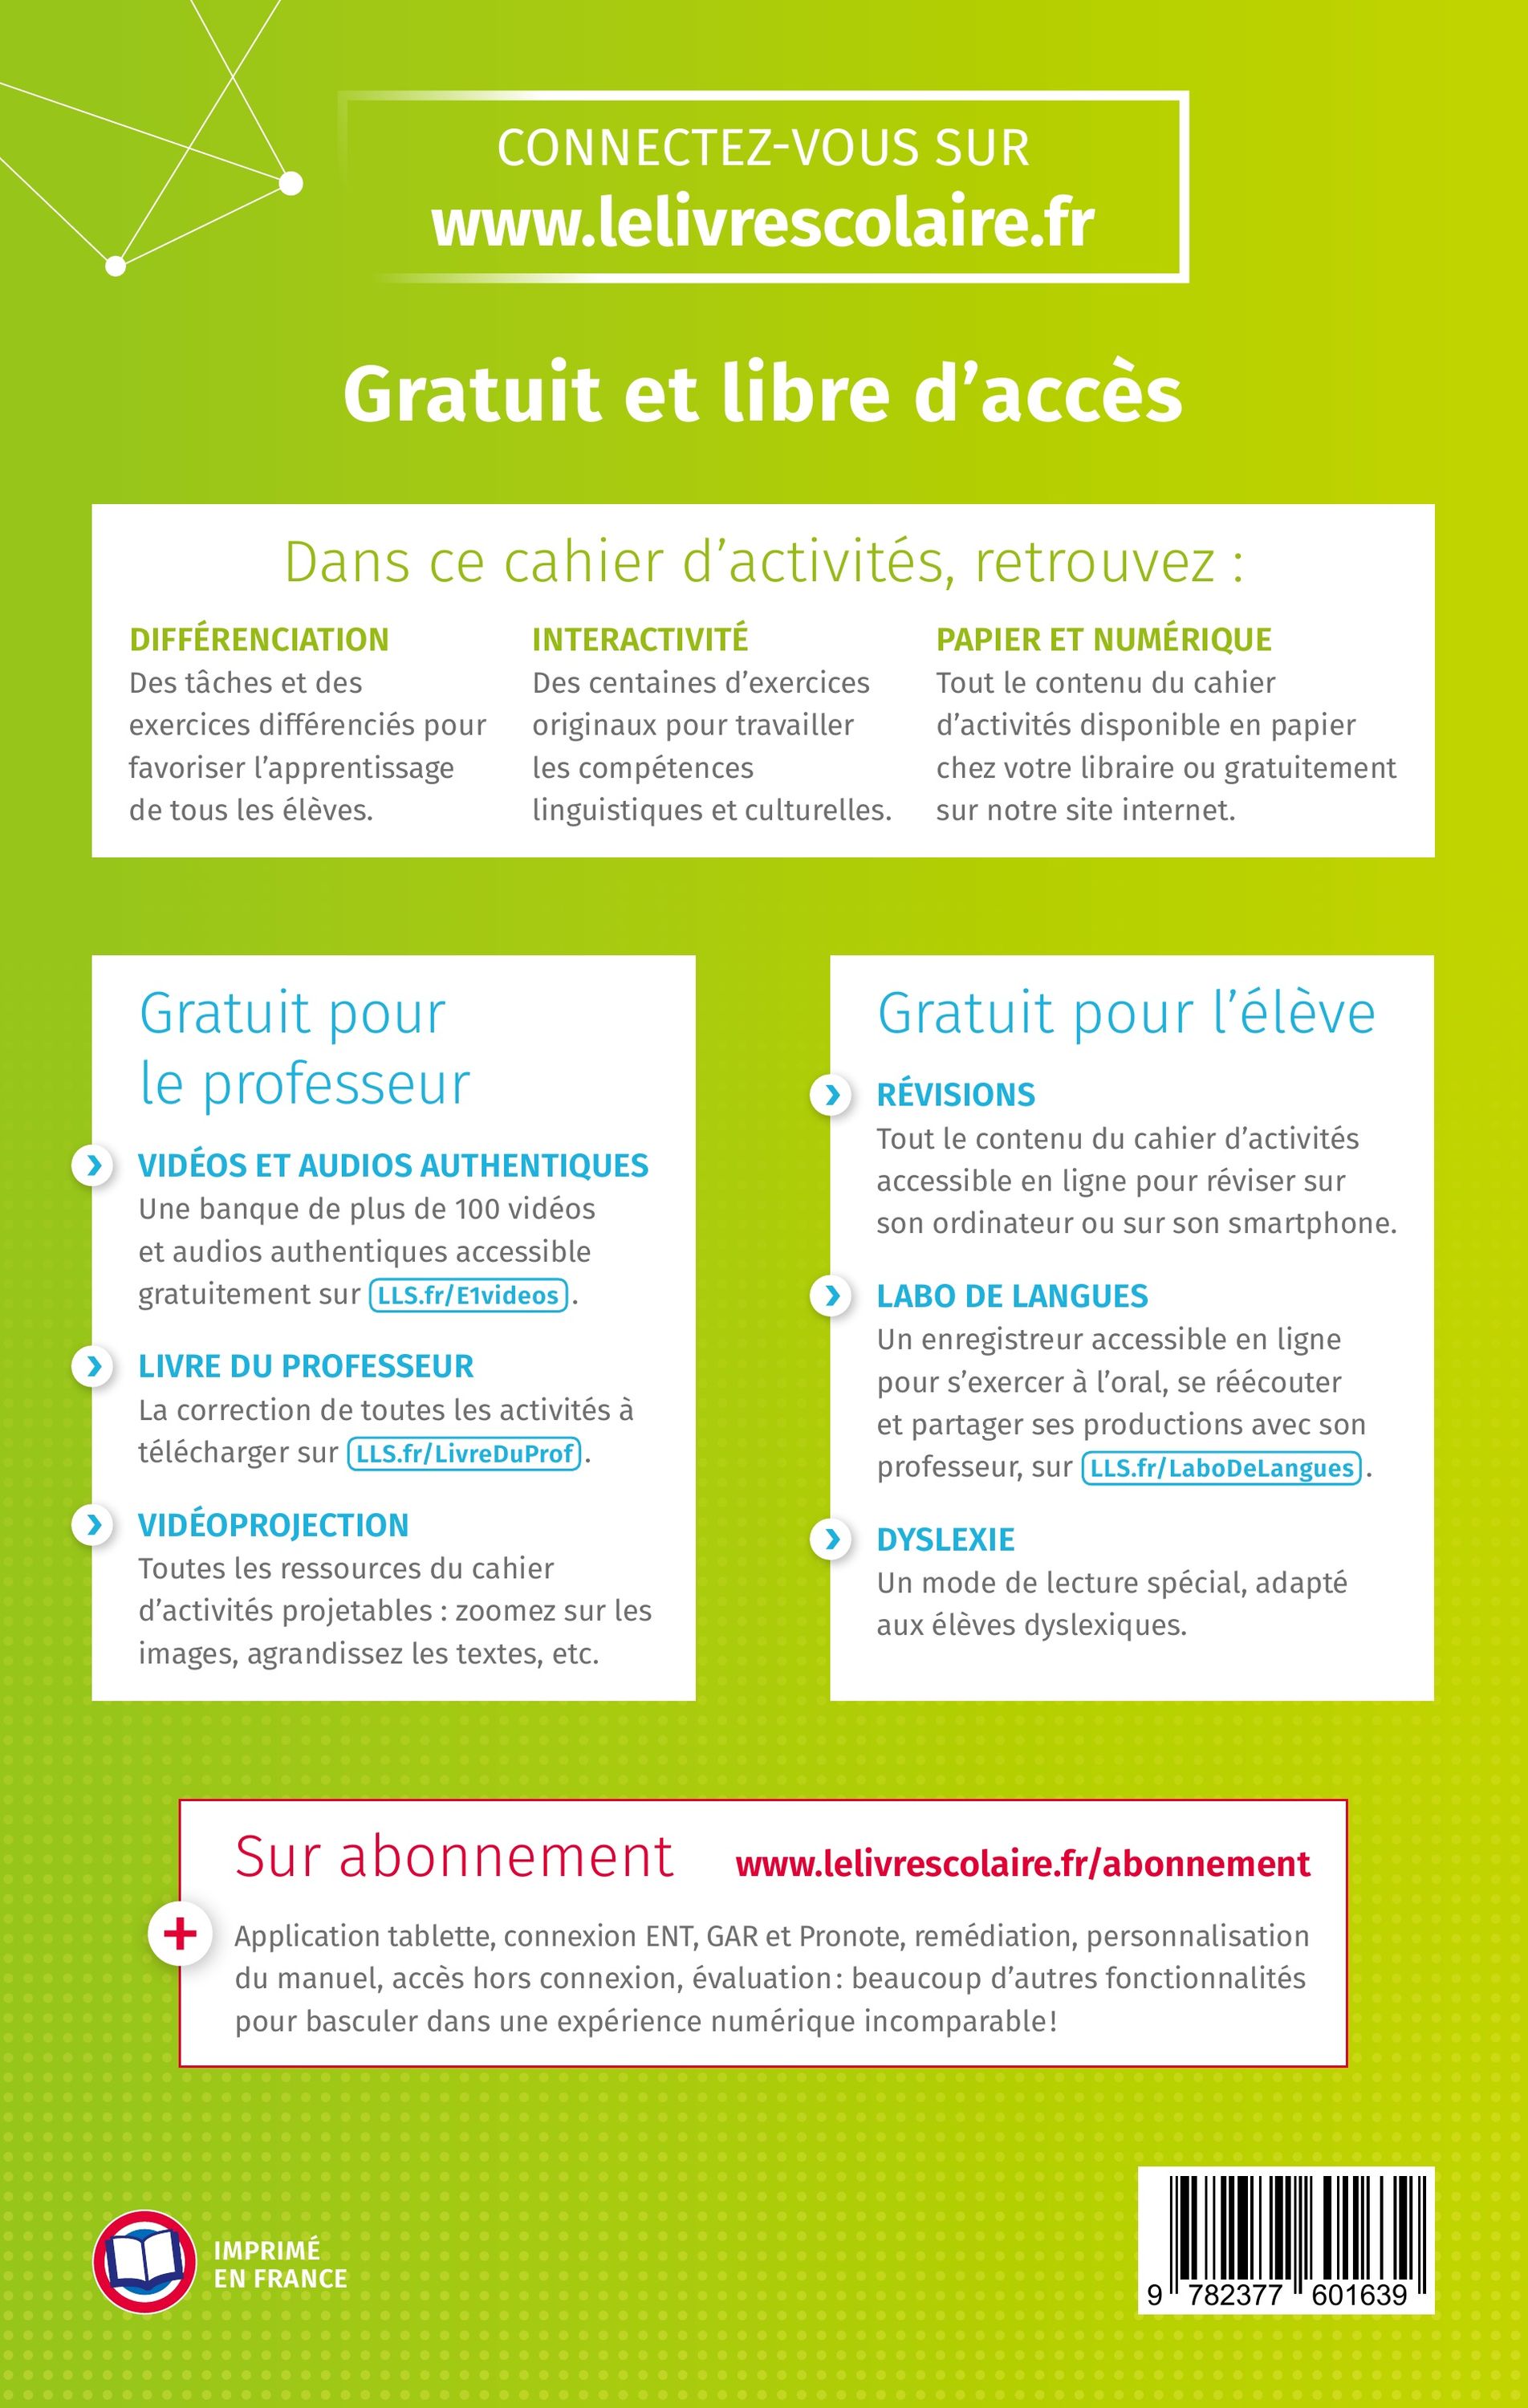 CONNECTEZ-VOUS SUR
www.lelivrescolaire.fr
Gratuit et libre d’accès
Dans ce cahier d’activités, retrouvez :
DIFFÉRENCIATION
Des tâches et des
exercices différenciés pour
favoriser l’apprentissage
de tous les élèves.
INTERACTIVITÉ
Des centaines d’exercices
originaux pour travailler
les compétences
linguistiques et culturelles.
PAPIER ET NUMÉRIQUE
Tout le contenu du cahier
d’activités disponible en papier
chez votre libraire ou gratuitement
sur notre site internet.
Gratuit pour
le professeur
VIDÉOS ET AUDIOS AUTHENTIQUES
Une banque de plus de 100 vidéos
et audios authentiques accessible
gratuitement sur LLS.fr/E1videos.
LIVRE DU PROFESSEUR
La correction de toutes les activités à
télécharger sur LLS.fr/LivreDuProf.
VIDÉOPROJECTION
Toutes les ressources du cahier
d’activités projetables : zoomez sur les
images, agrandissez les textes, etc.
Gratuit pour l’élève
RÉVISIONS
Tout le contenu du cahier d’activités
accessible en ligne pour réviser sur
son ordinateur ou sur son smartphone.
LABO DE LANGUES
Un enregistreur accessible en ligne
pour s’exercer à l’oral, se réécouter
et partager ses productions avec son
professeur, sur LLS.fr/LaboDeLangues.
DYSLEXIE
Un mode de lecture spécial, adapté
aux élèves dyslexiques.
Sur abonnement www.lelivrescolaire.fr/abonnement
Application tablette, connexion ENT, GAR et Pronote, remédiation, personnalisation
du manuel, accès hors connexion, évaluation : beaucoup d’autres fonctionnalités
pour basculer dans une expérience numérique incomparable !
IMPRIMÉ
EN FRANCE
9 782377 601639